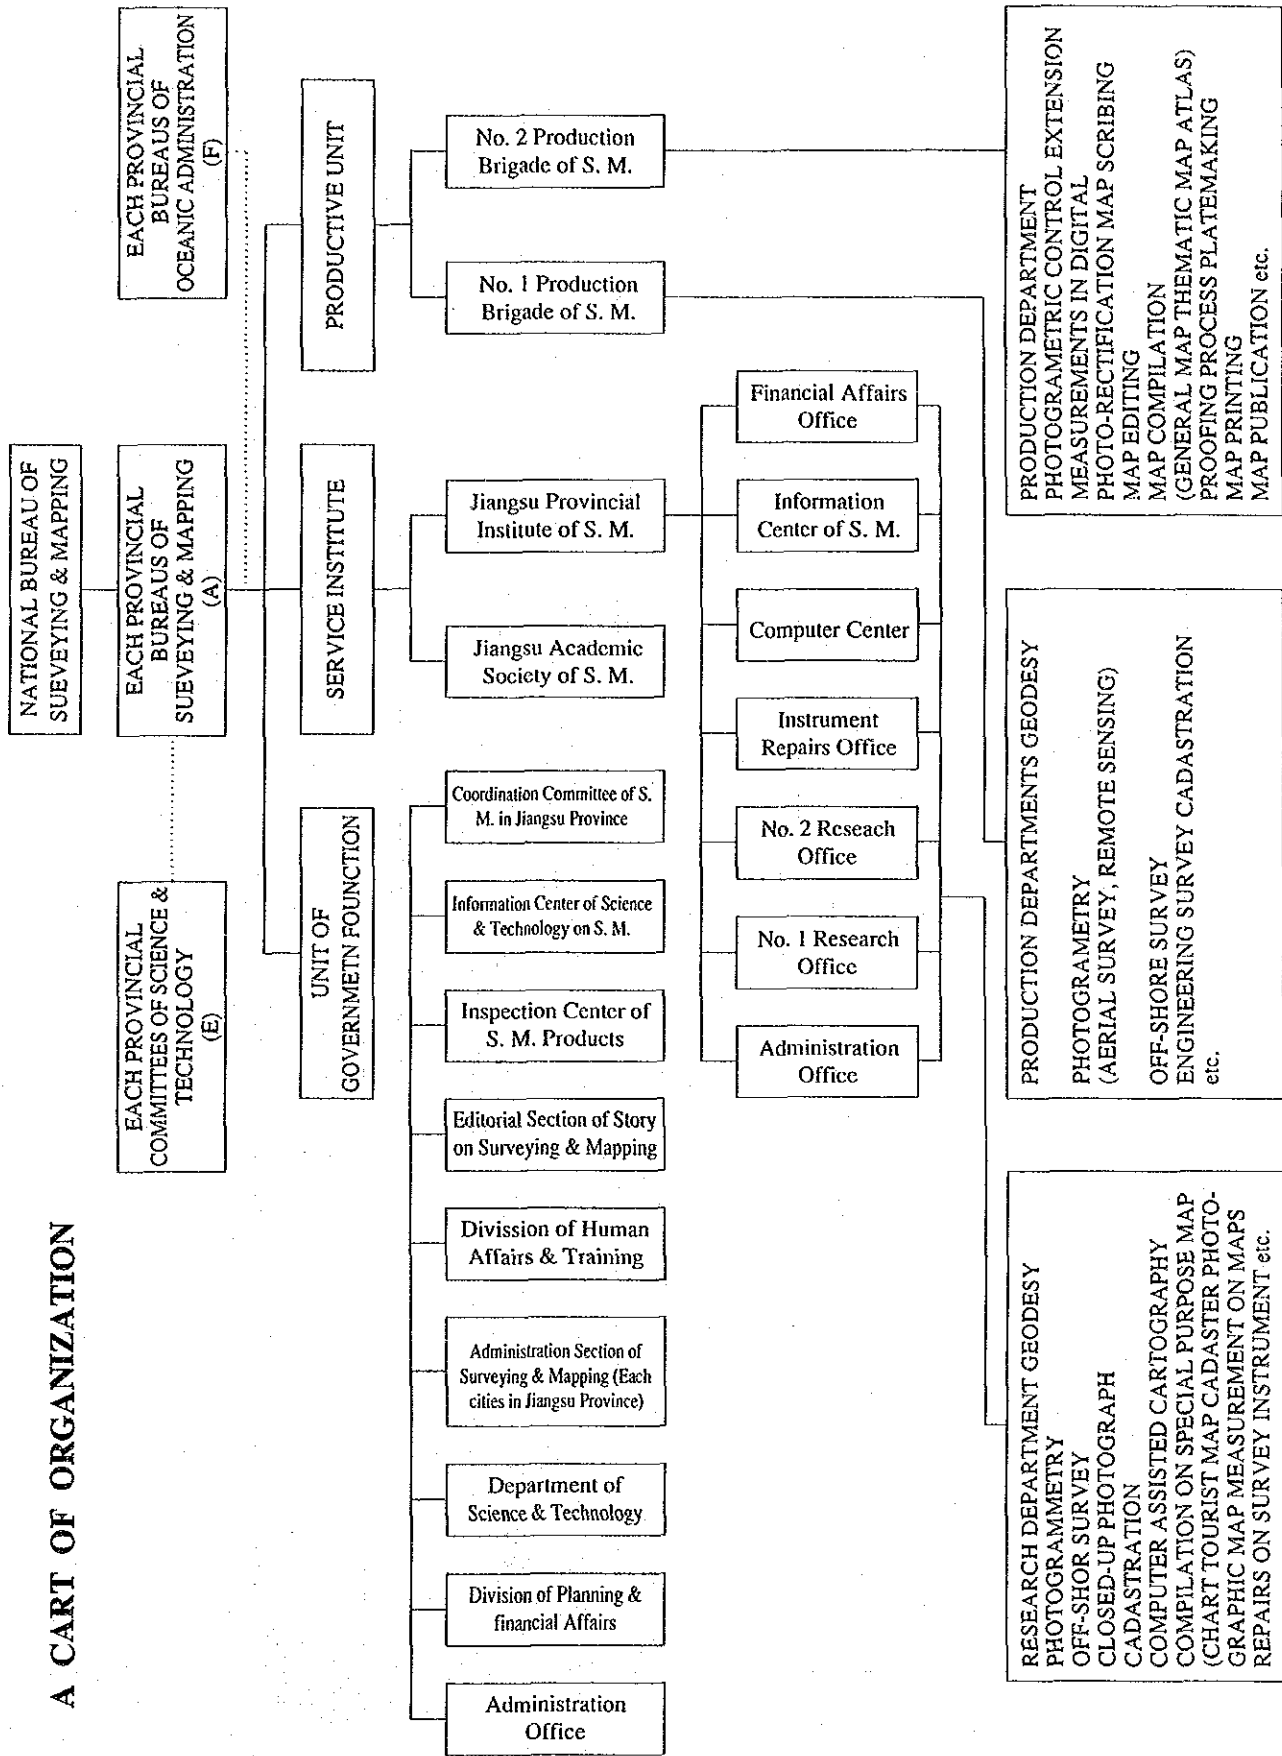 A CART OF ORGANIZATION
NATIONAL BUREAU OF
SUEVEYING & MAPPING
EACH PROVINCIAL
COMMITTEES OF SCIENCE &
TECHNOLOGY
(E)
EACH PROVINCIAL
BUREAUS OF
SUEVEYING & MAPPING
(A)
EACH PROVINCIAL
BUREAUS OF
OCEANIC ADMINISTRATION
(F)
UNIT OF
GOVERNMETN FOUNCTION
SERVICE INSTITUTE
PRODUCTIVE UNIT
Administration
Office
Division of Planning &
financial Affairs
Department of
Science & Technology
Administration Section of
Surveying & Mapping (Each
cities in Jiangsu Province)
Divission of Human
Affairs & Training
Editorial Section of Story
on Surveying & Mapping
Inspection Center of
S. M. Products
Information Center of Science
& Technology on S. M.
Coordination Committee of S.
M. in Jiangsu Province
Jiangsu Academic
Society of S. M.
Jiangsu Provincial
Institute of S. M.
No. 1 Production
Brigade of S. M.
No. 2 Production
Brigade of S. M.
Administration
Office
No. 1 Research
Office
No. 2 Reseach
Office
Instrument
Repairs Office
Computer Center
Information
Center of S. M.
Financial Affairs
Office
RESEARCH DEPARTMENT GEODESY
PHOTOGRAMMETRY
OFF-SHOR SURVEY
CLOSED-UP PHOTOGRAPH
CADASTRATION
COMPUTER ASSISTED CARTOGRAPHY
COMPILATION ON SPECIAL PURPOSE MAP
(CHART TOURIST MAP CADASTER PHOTO-
GRAPHIC MAP MEASUREMENT ON MAPS
REPAIRS ON SURVEY INSTRUMENT etc.
PRODUCTION DEPARTMENTS GEODESY
PHOTOGRAMETRY
(AERIAL SURVEY, REMOTE SENSING)
OFF-SHORE SURVEY
ENGINEERING SURVEY CADASTRATION
etc.
PRODUCTION DEPARTMENT
PHOTOGRAMETRIC CONTROL EXTENSION
MEASUREMENTS IN DIGITAL
PHOTO-RECTIFICATION MAP SCRIBING
MAP EDITING
MAP COMPILATION
(GENERAL MAP THEMATIC MAP ATLAS)
PROOFING PROCESS PLATEMAKING
MAP PRINTING
MAP PUBLICATION etc.